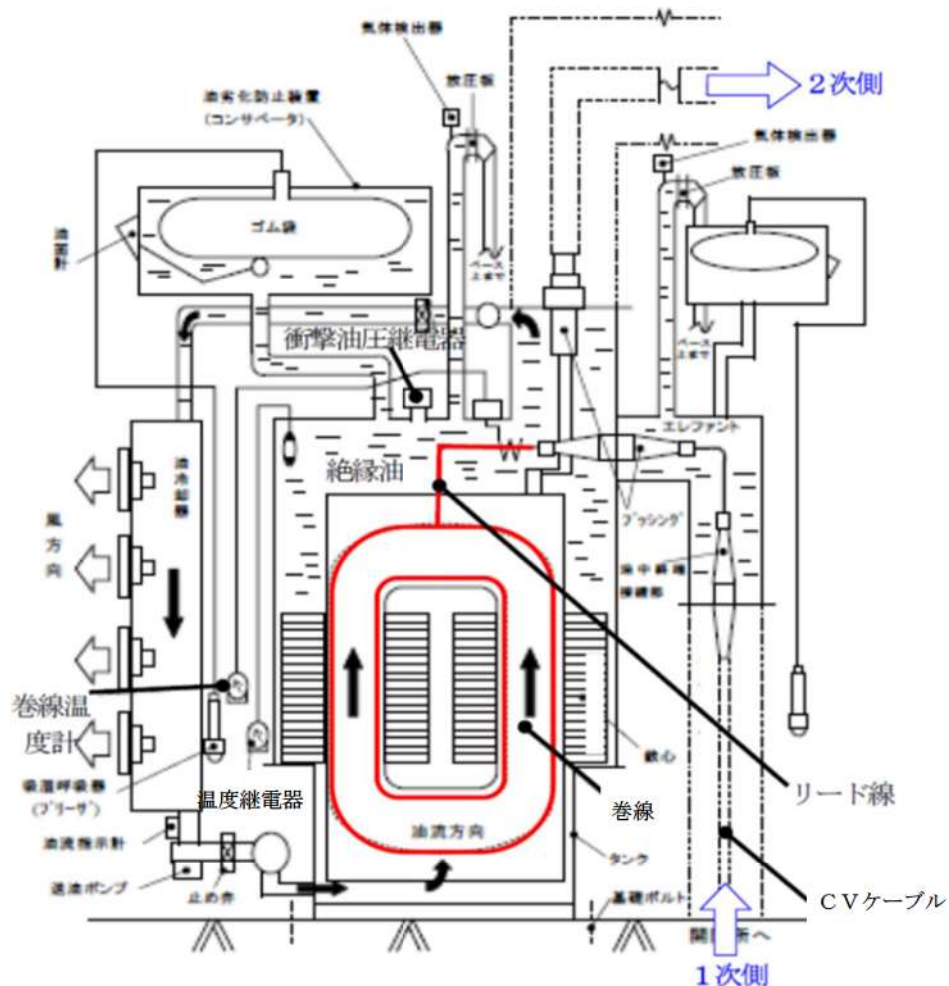 気体検出器
放圧板
2次側
油劣化防止装置
(コンサベータ)
気体検出器
放圧板
ゴム袋
油面計
ベース
上まで
衝撃油圧継電器
ベース
上まで
エレファント
油冷却器
絶縁油
風方向
ブッシング
油中終端
接続部
巻線温
度計
鉄心
吸湿呼吸器
(ブリーザ)
温度継電器
リード線
巻線
油流方向
油流指示計
タンク
送油ポンプ
止め弁
基礎ボルト
CVケーブル
所へ
1次側